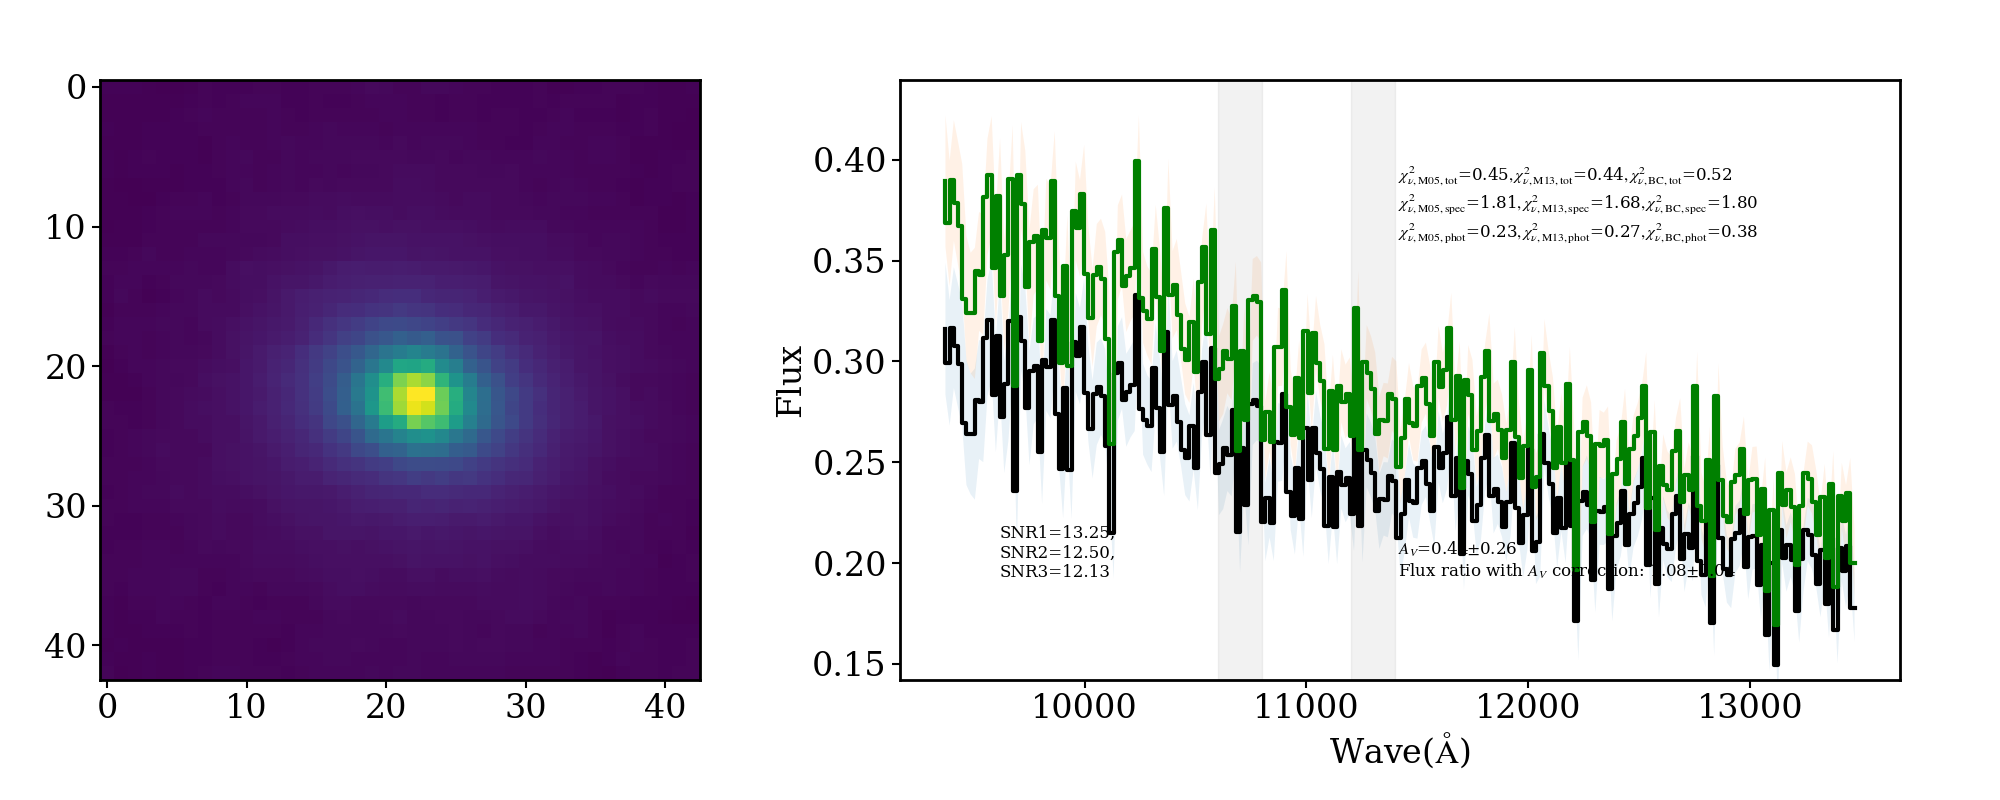 0
10
20
30
40
0
10
20
30
40
Flux
0.40
0.35
0.30
0.25
0.20
0.15
χ²ν,M05,tot=0.45,χ²ν,M13,tot=0.44,χ²ν,BC,tot=0.52
χ²ν,M05,spec=1.81,χ²ν,M13,spec=1.68,χ²ν,BC,spec=1.80
χ²ν,M05,phot=0.23,χ²ν,M13,phot=0.27,χ²ν,BC,phot=0.38
SNR1=13.25,
SNR2=12.50,
SNR3=12.13
Flux ratio with AV correction:
10000
11000
12000
13000
Wave(Å)